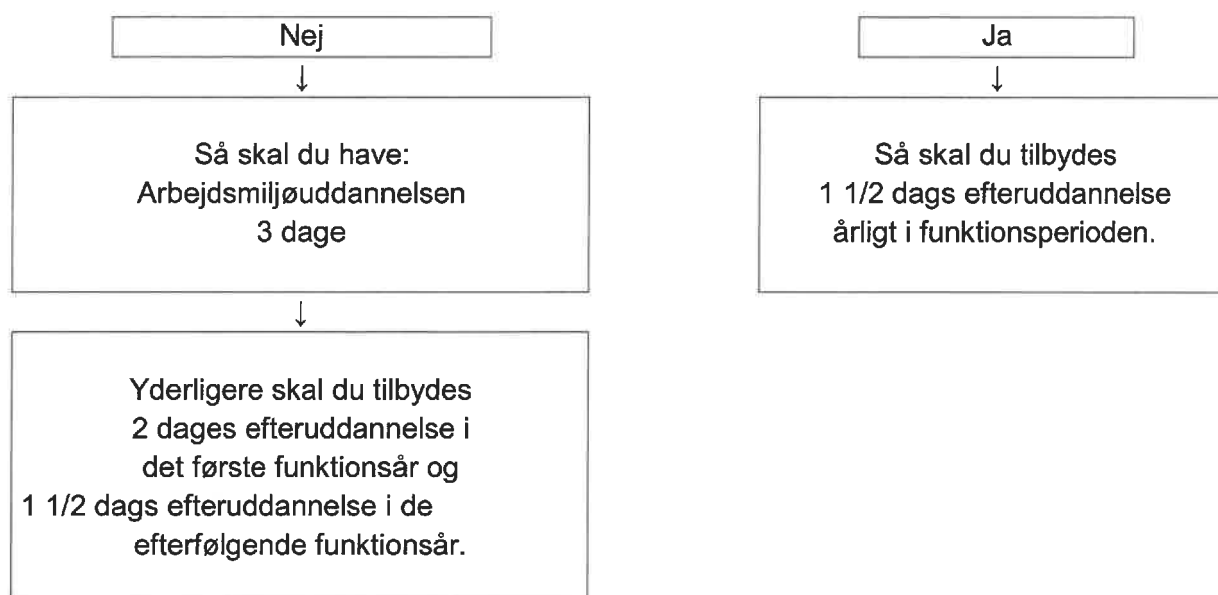 Nej
↓
Så skal du have:
Arbejdsmiljøuddannelsen
3 dage
↓
Yderligere skal du tilbydes
2 dages efteruddannelse i
det første funktionsår og
1 1/2 dags efteruddannelse i de
efterfølgende funktionsår.
Ja
↓
Så skal du tilbydes
1 1/2 dags efteruddannelse
årligt i funktionsperioden.